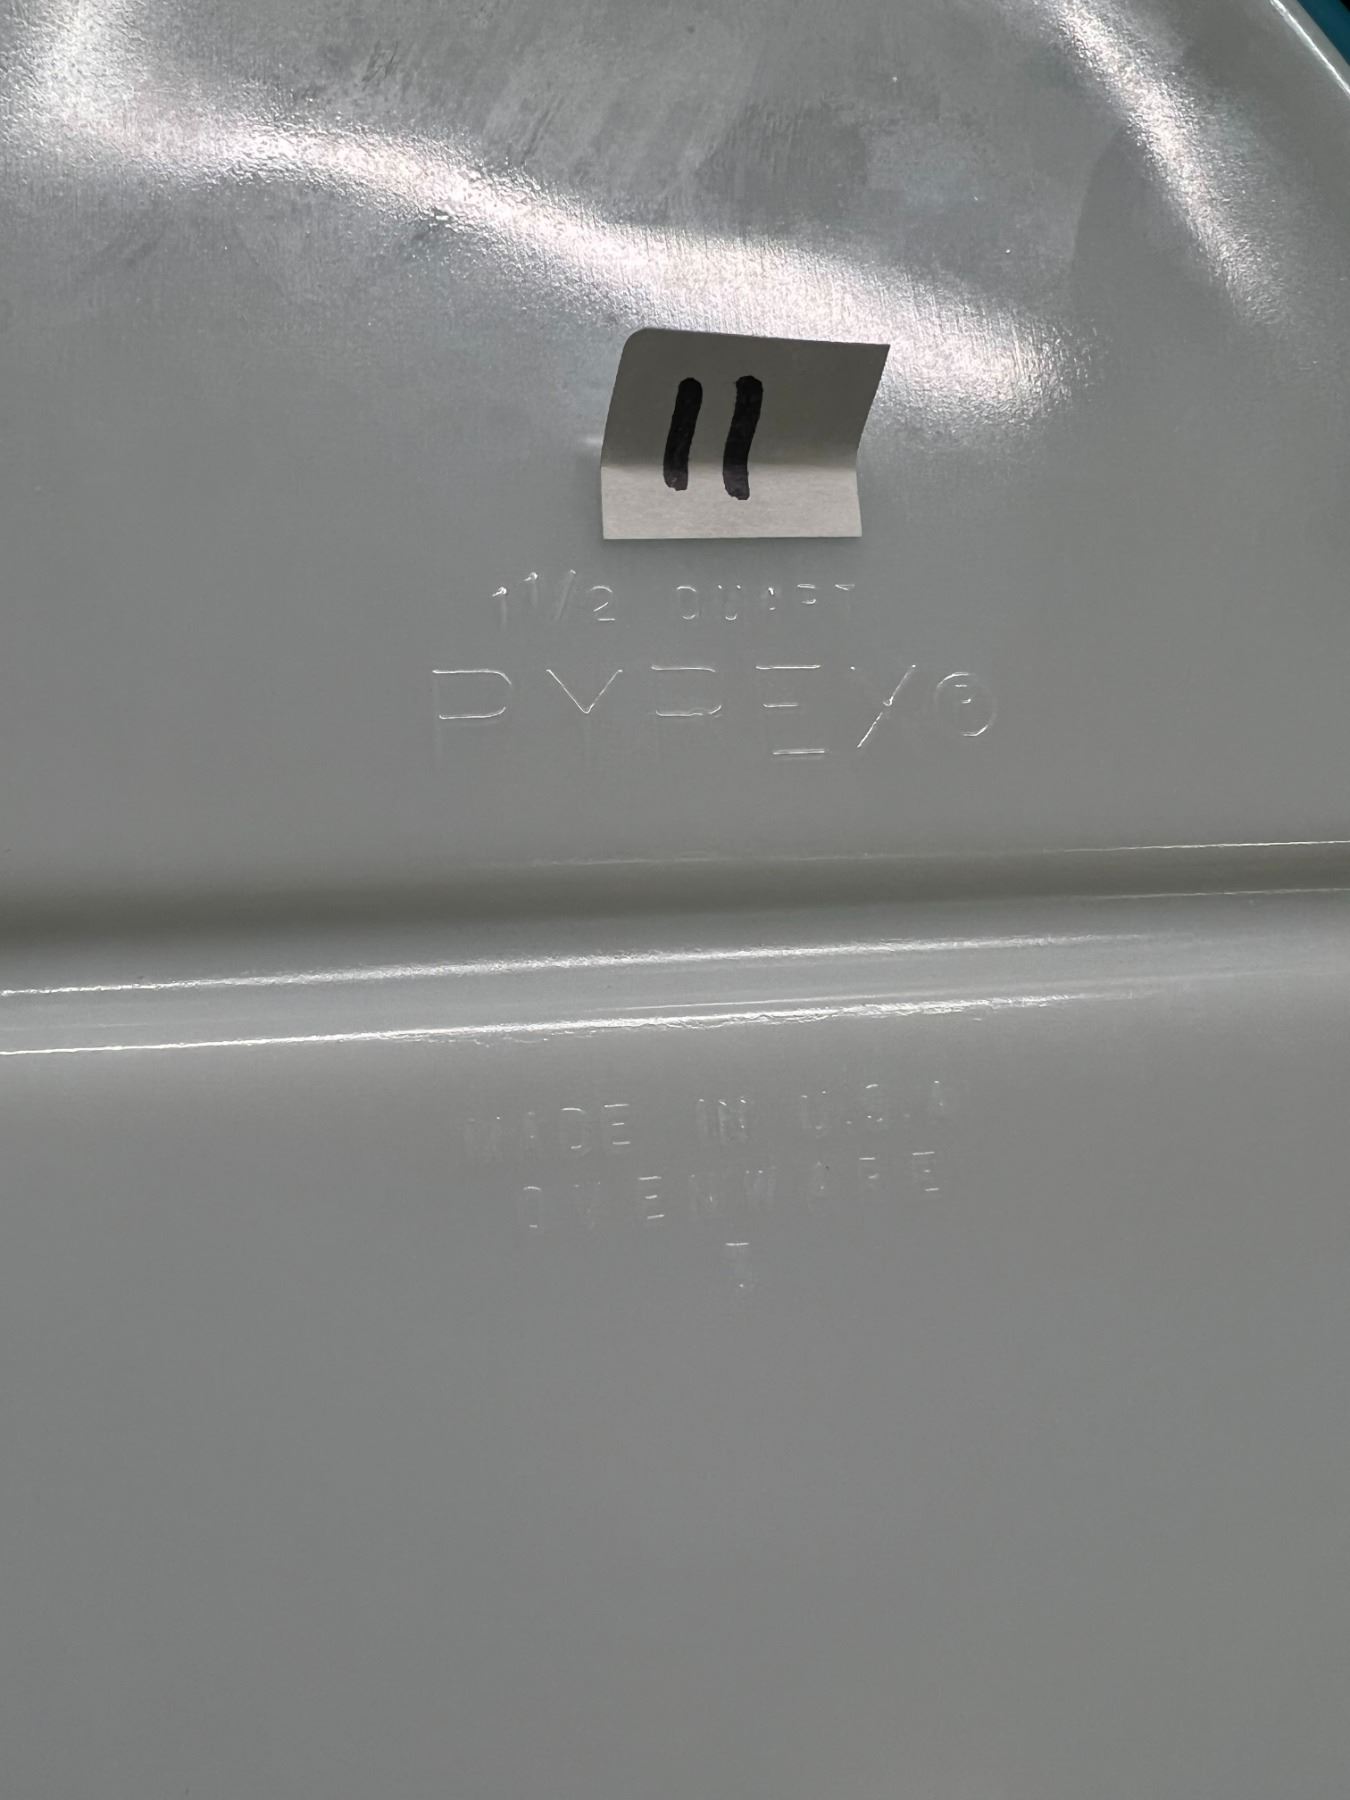 11
1 1/2 QUART
PYREX®
MADE IN U.S.A
OVENWARE
T